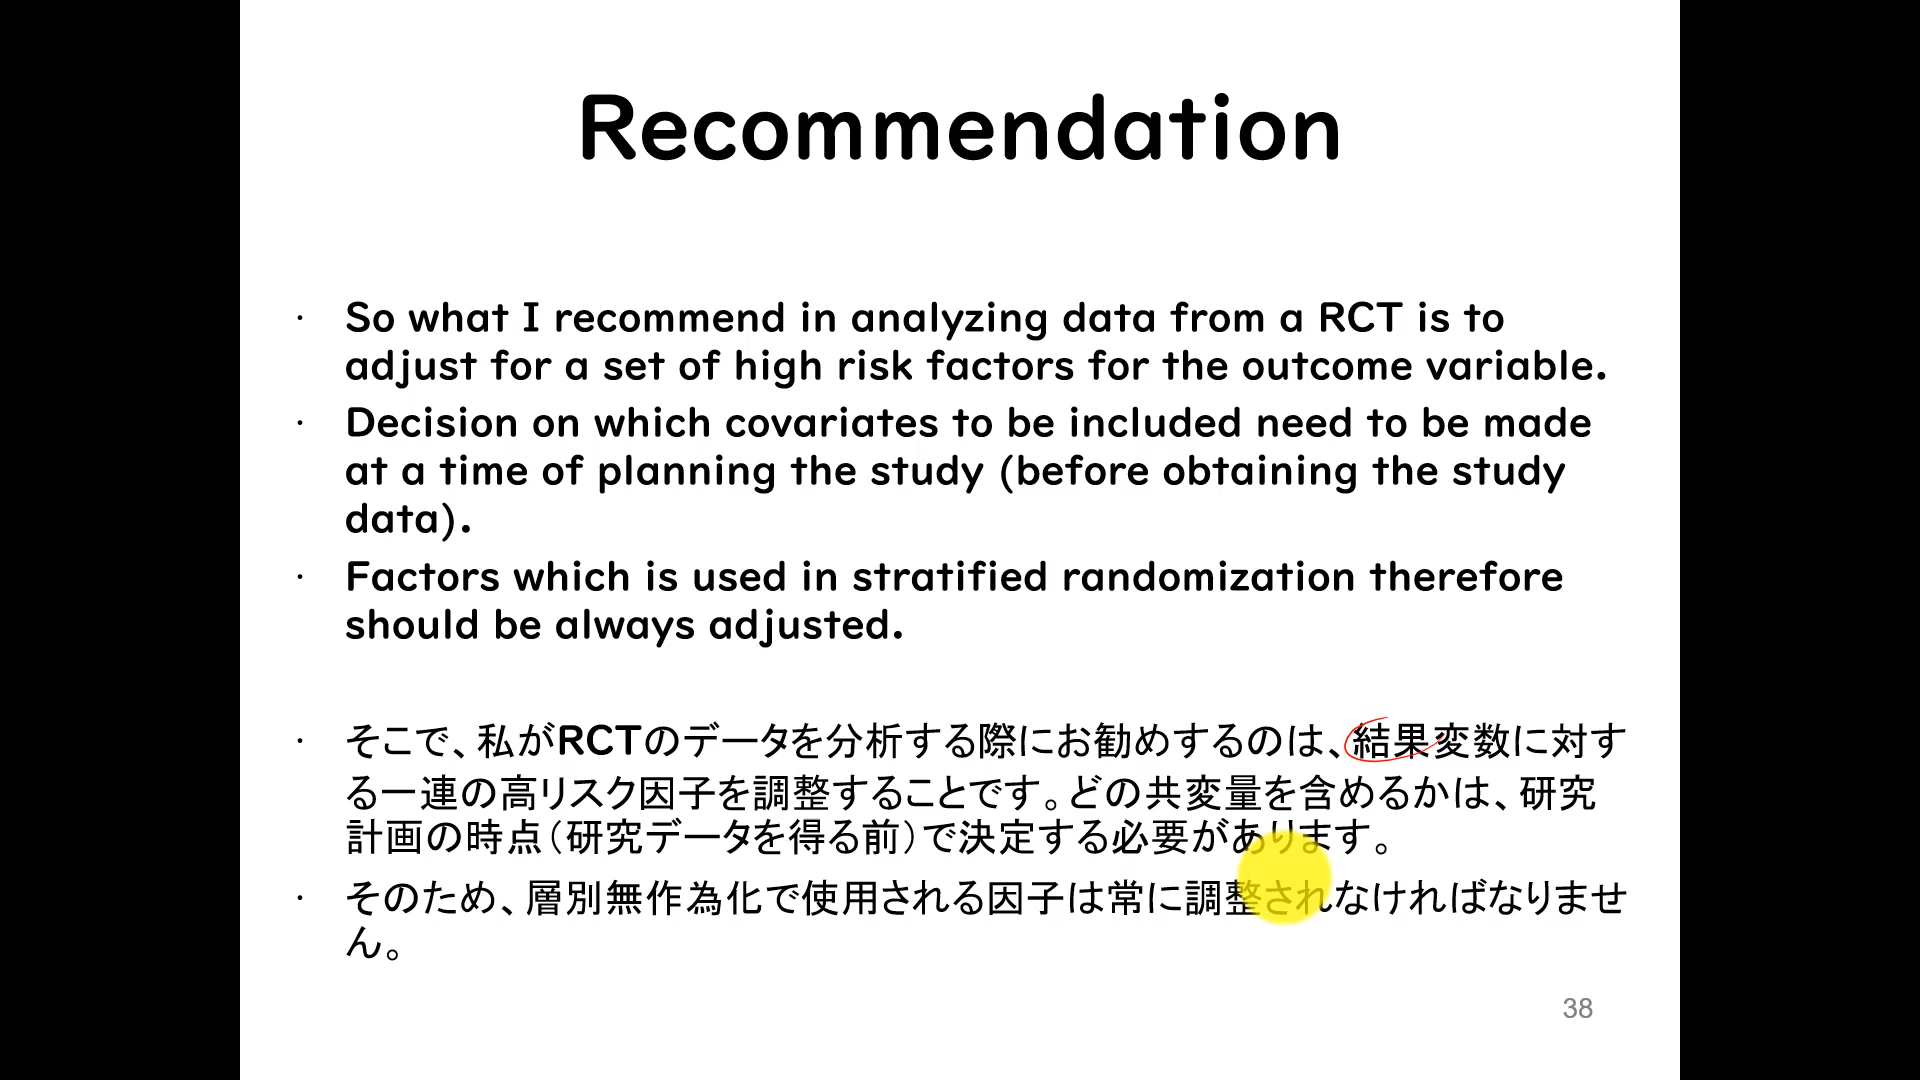 Recommendation
· So what I recommend in analyzing data from a RCT is to
adjust for a set of high risk factors for the outcome variable.
· Decision on which covariates to be included need to be made
at a time of planning the study (before obtaining the study
data).
· Factors which is used in stratified randomization therefore
should be always adjusted.
· そこで、私がRCTのデータを分析する際にお勧めするのは、結果変数に対す
る一連の高リスク因子を調整することです。どの共変量を含めるかは、研究
計画の時点（研究データを得る前）で決定する必要があります。
· そのため、層別無作為化で使用される因子は常に調整されなければなりませ
ん。
38